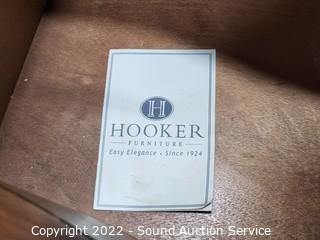 H
HOOKER
FURNITURE
Easy Elegance • Since 1924
Copyright 2022 - Sound Auction Service